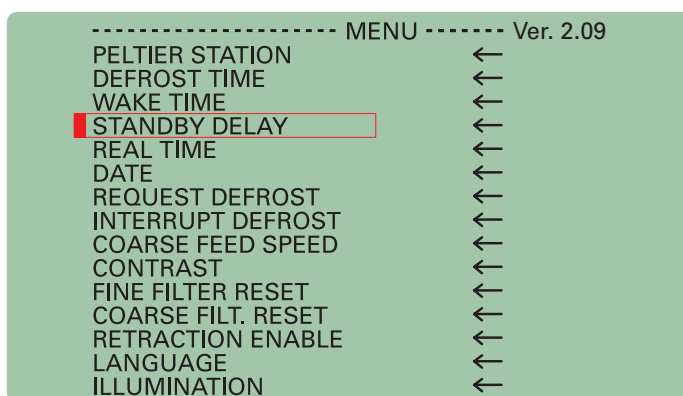 --------------------- MENU ------- Ver. 2.09
PELTIER STATION ←
DEFROST TIME ←
WAKE TIME ←
STANDBY DELAY ←
REAL TIME ←
DATE ←
REQUEST DEFROST ←
INTERRUPT DEFROST ←
COARSE FEED SPEED ←
CONTRAST ←
FINE FILTER RESET ←
COARSE FILT. RESET ←
RETRACTION ENABLE ←
LANGUAGE ←
ILLUMINATION ←